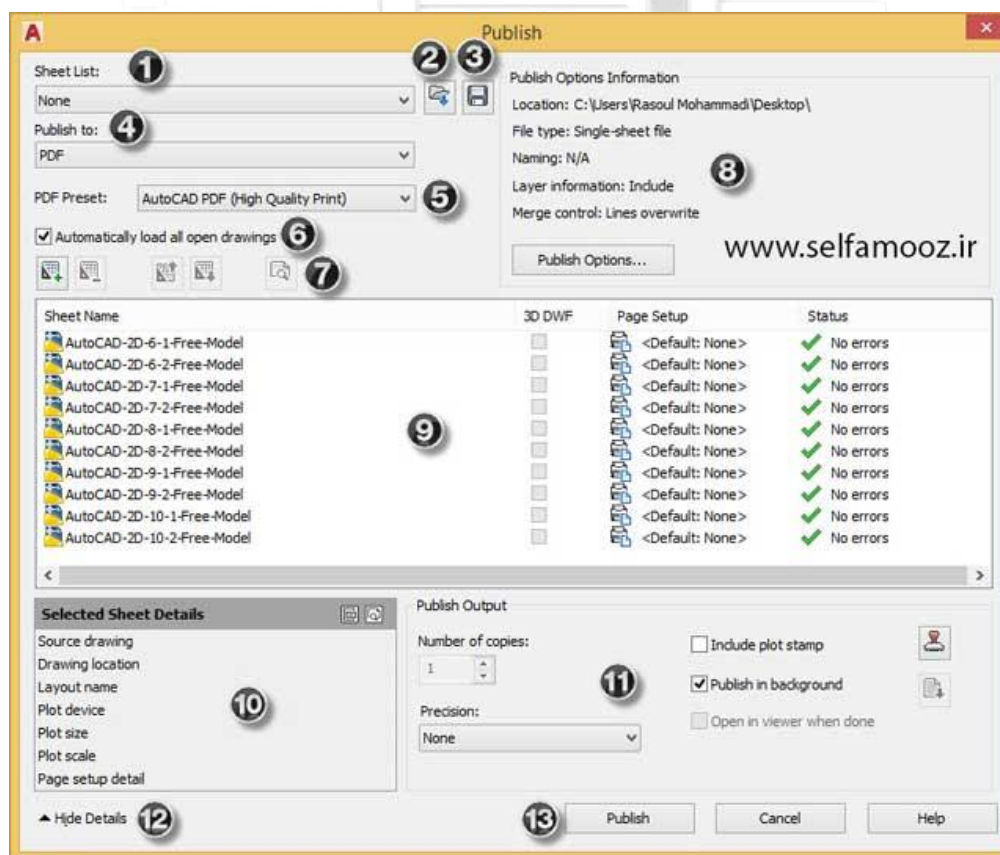 A
Publish
Sheet List:
1
2
3
None
Publish to:
4
PDF
PDF Preset:
AutoCAD PDF (High Quality Print)
5
Automatically load all open drawings
6
7
Publish Options Information
Location: C:\Users\Rasoul Mohammadi\Desktop\
File type: Single-sheet file
Naming: N/A
8
Layer information: Include
Merge control: Lines overwrite
www.selfamooz.ir
Publish Options...
Sheet Name 3D DWF Page Setup Status
AutoCAD-2D-6-1-Free-Model <Default: None> No errors
AutoCAD-2D-6-2-Free-Model <Default: None> No errors
AutoCAD-2D-7-1-Free-Model <Default: None> No errors
AutoCAD-2D-7-2-Free-Model <Default: None> No errors
AutoCAD-2D-8-1-Free-Model <Default: None> No errors
9
AutoCAD-2D-8-2-Free-Model <Default: None> No errors
AutoCAD-2D-9-1-Free-Model <Default: None> No errors
AutoCAD-2D-9-2-Free-Model <Default: None> No errors
AutoCAD-2D-10-1-Free-Model <Default: None> No errors
AutoCAD-2D-10-2-Free-Model <Default: None> No errors
Selected Sheet Details
Source drawing
Drawing location
Layout name
Plot device
10
Plot size
Plot scale
Page setup detail
Publish Output
Number of copies:
1
11
Precision:
None
Include plot stamp
Publish in background
Open in viewer when done
Hide Details
12
13
Publish
Cancel
Help